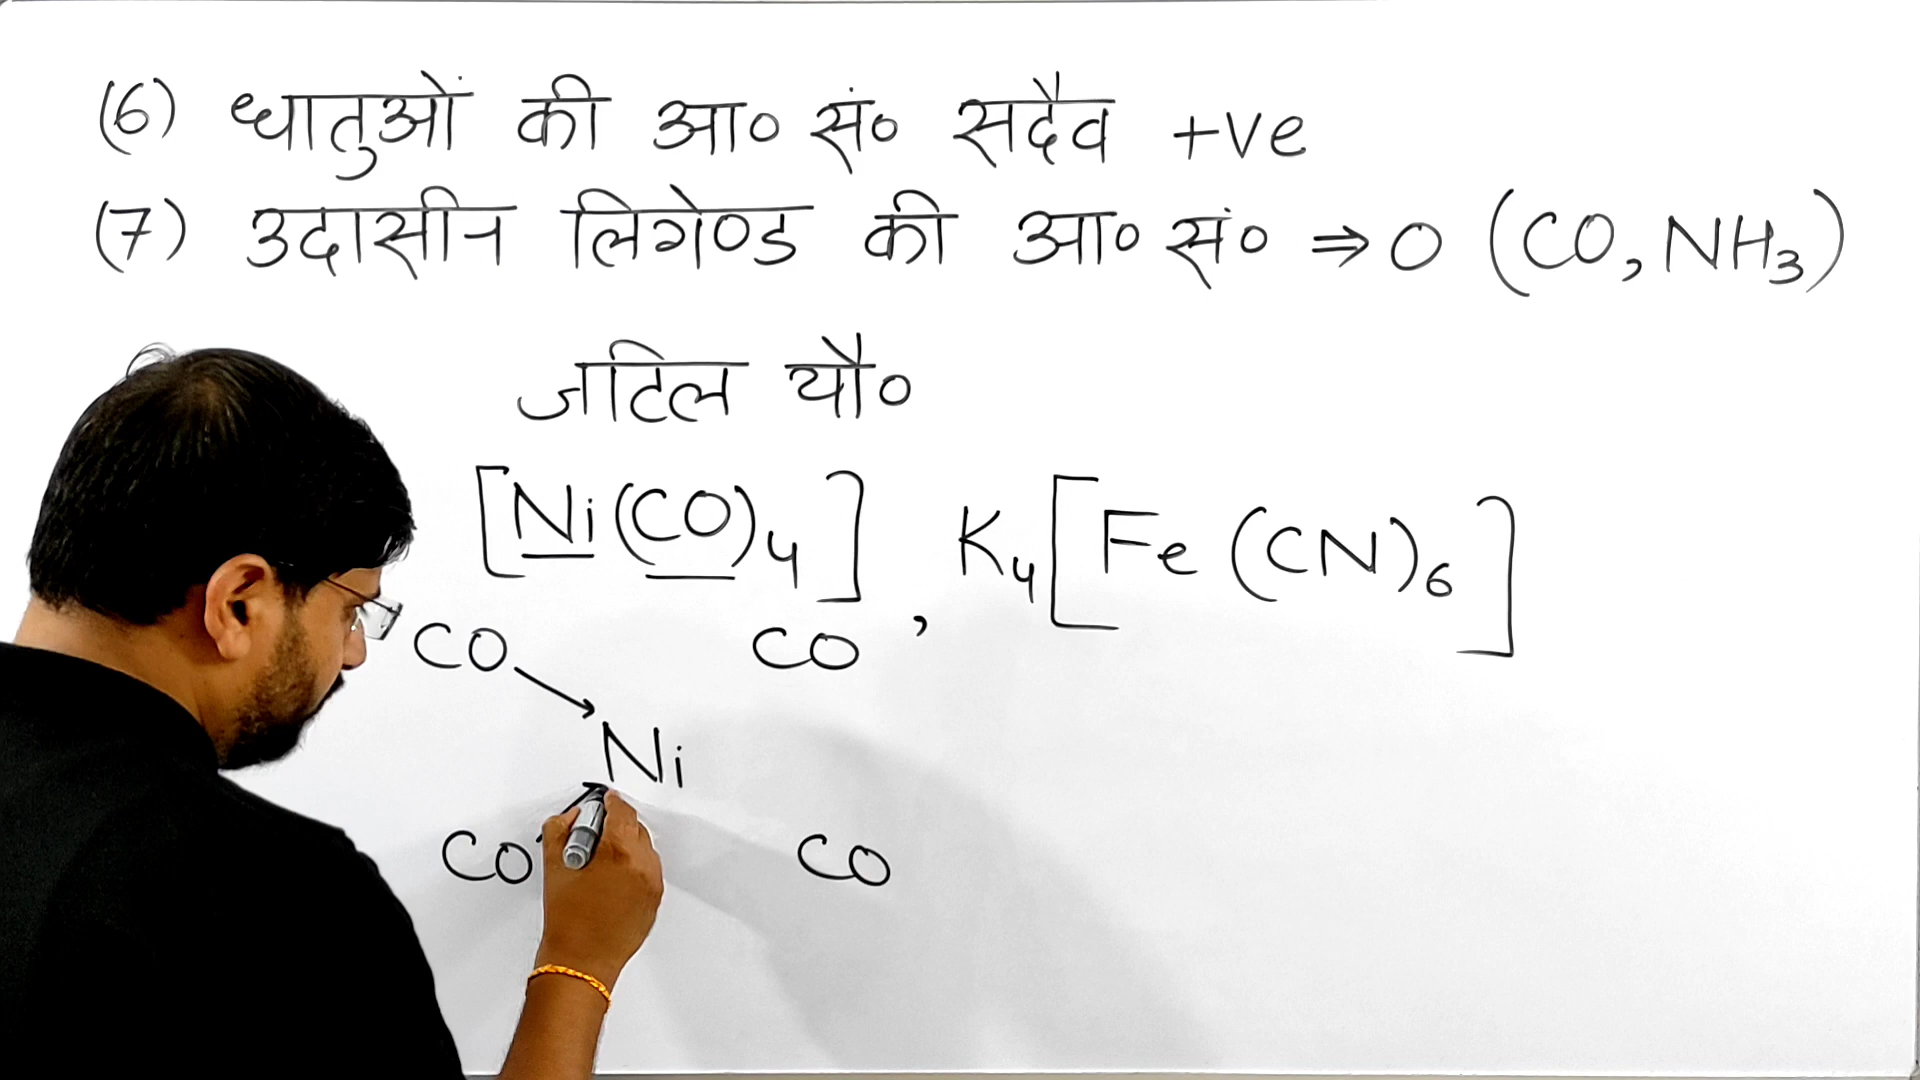 (6) धातुओं की आ० सं० सदैव +ve
(7) उदासीन लिगेण्ड की आ० सं० ⇒ 0 (CO, NH₃)
जटिल यौ०
[Ni(CO)₄] , K₄[Fe(CN)₆]
CO CO
Ni
CO CO